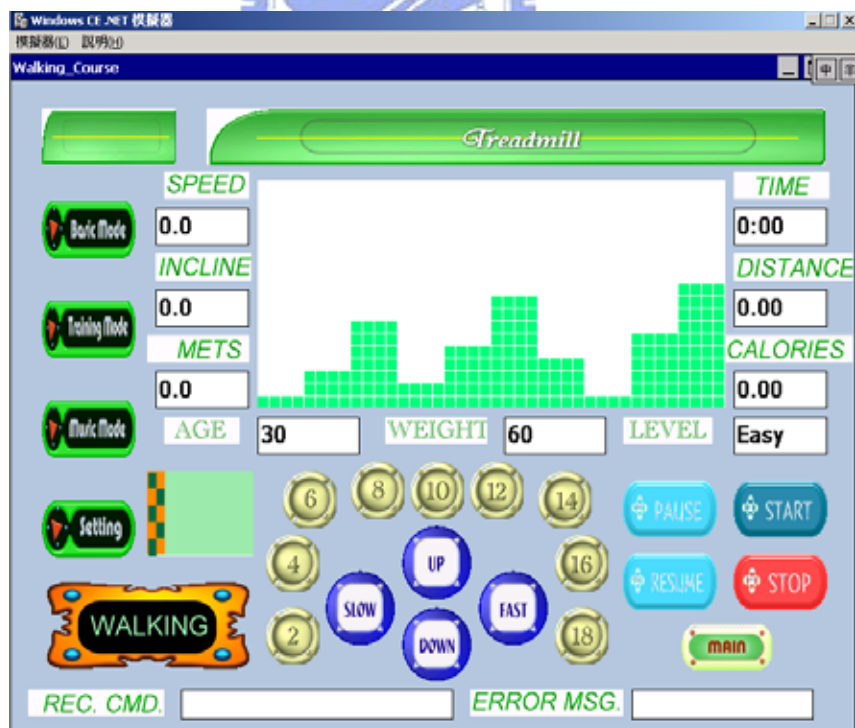 Windows CE .NET 模擬器
模擬器(E) 說明(H)
Walking_Course
中
Treadmill
SPEED
TIME
Basic Mode
0.0
0:00
INCLINE
DISTANCE
Training Mode
0.0
0.00
METS
CALORIES
0.0
0.00
Music Mode
AGE
30
WEIGHT
60
LEVEL
Easy
6
8
10
12
14
PAUSE
START
Setting
4
UP
16
RESUME
STOP
SLOW
FAST
WALKING
2
DOWN
18
MAIN
REC. CMD.
ERROR MSG.